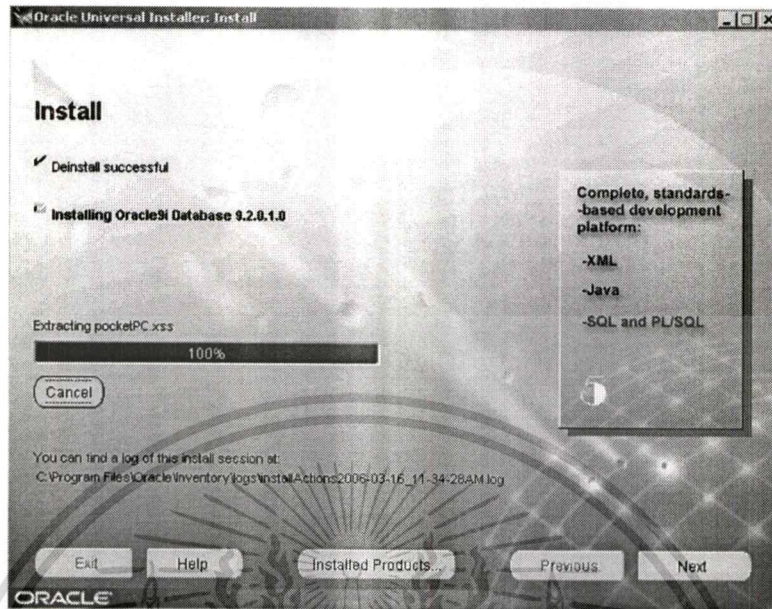 Oracle Universal Installer: Install
Install
Deinstall successful
Installing Oracle9i Database 9.2.0.1.0
Complete, standards-
-based development
platform:
-XML
-Java
-SQL and PL/SQL
Extracting pocketPC.xss
100%
Cancel
You can find a log of this install session at:
C:\Program Files\Oracle\Inventory\logs\installActions2006-03-16_11-34-28AM.log
Exit
Help
Installed Products...
Previous
Next
ORACLE